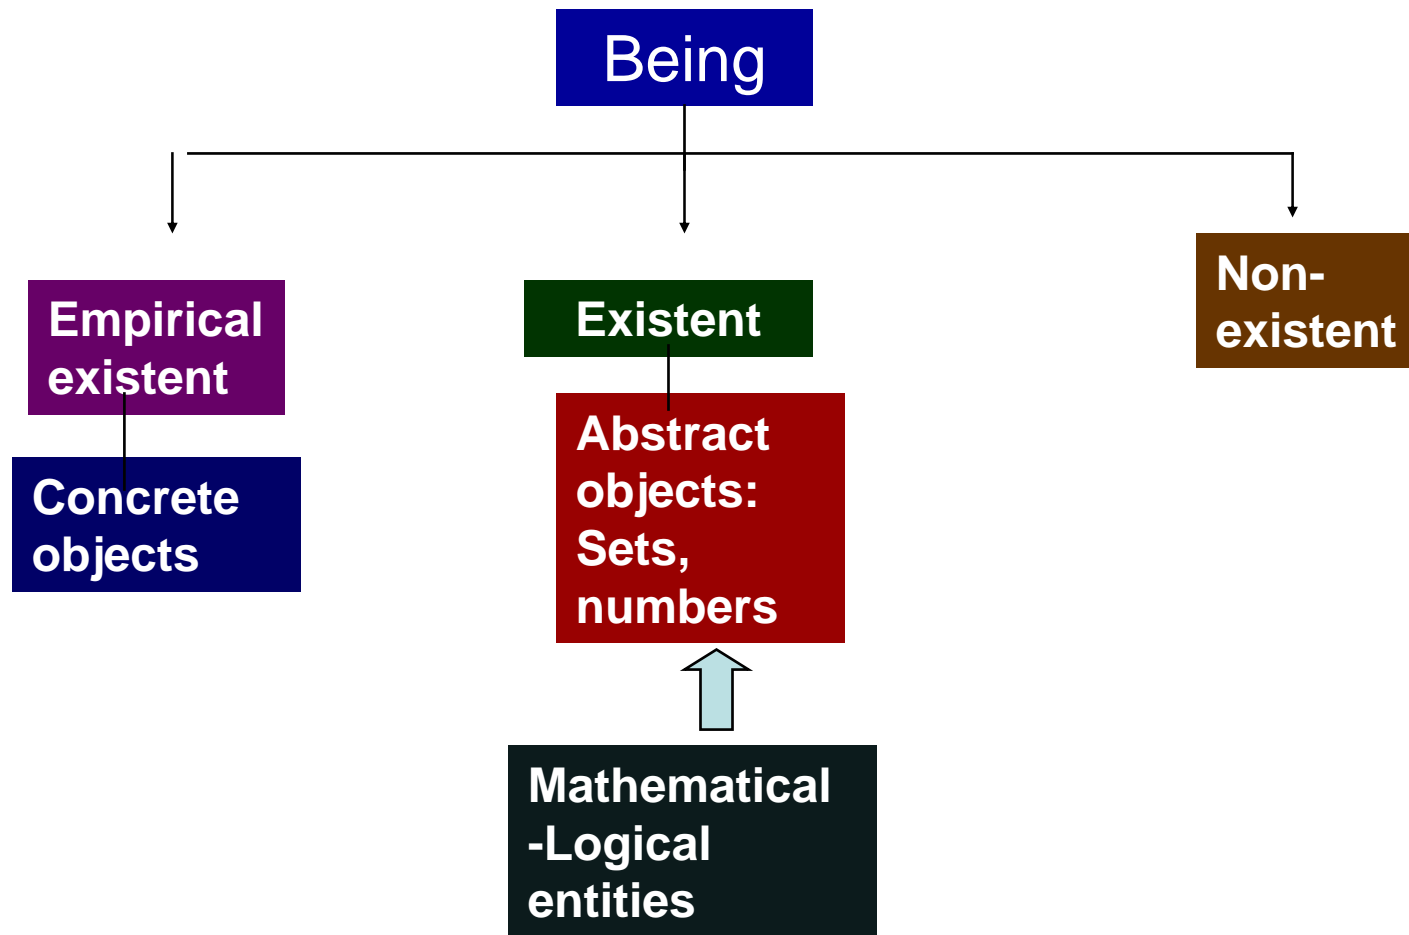 Being
Empirical
existent
Existent
Non-
existent
Concrete
objects
Abstract
objects:
Sets,
numbers
Mathematical
-Logical
entities